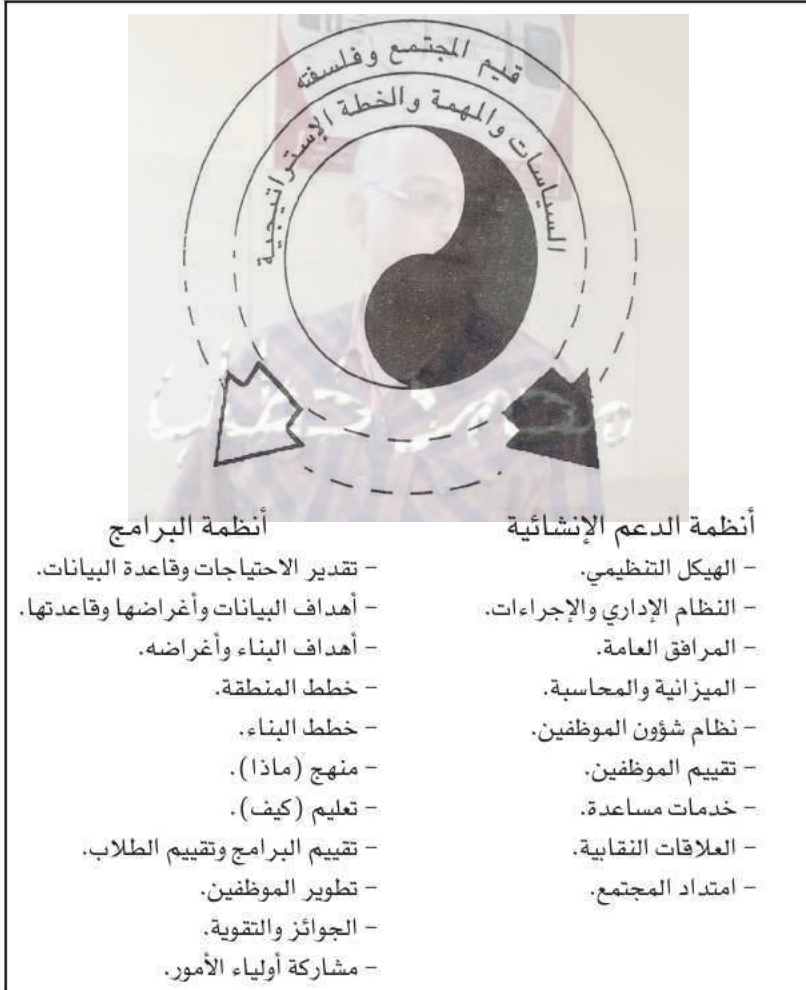 قيم المجتمع وفلسفته
السياسات والمهمة والخطة الإستراتيجية
أنظمة الدعم الإنشائية
– الهيكل التنظيمي.
– النظام الإداري والإجراءات.
– المرافق العامة.
– الميزانية والمحاسبة.
– نظام شؤون الموظفين.
– تقييم الموظفين.
– خدمات مساعدة.
– العلاقات النقابية.
– امتداد المجتمع.
أنظمة البرامج
– تقدير الاحتياجات وقاعدة البيانات.
– أهداف البيانات وأغراضها وقاعدتها.
– أهداف البناء وأغراضه.
– خطط المنطقة.
– خطط البناء.
– منهج (ماذا).
– تعليم (كيف).
– تقييم البرامج وتقييم الطلاب.
– تطوير الموظفين.
– الجوائز والتقوية.
– مشاركة أولياء الأمور.